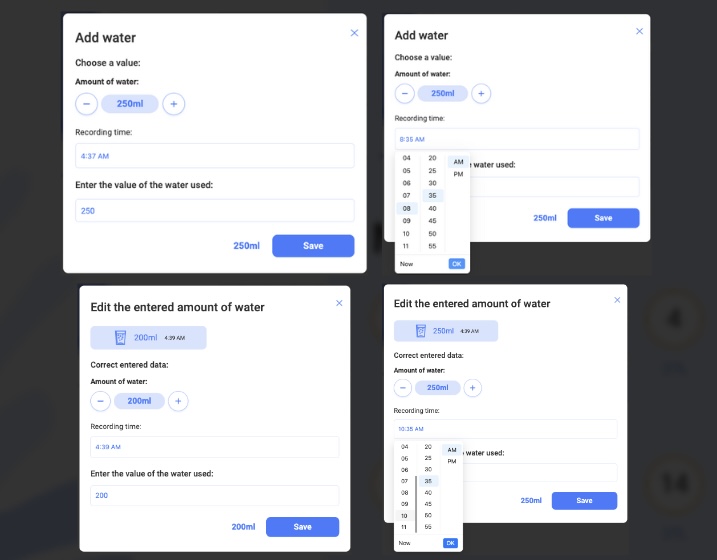 Add water
Choose a value:
Amount of water:
− 250ml +
Recording time:
4:37 AM
Enter the value of the water used:
250
250ml Save
Add water
Choose a value:
Amount of water:
− 250ml +
Recording time:
8:35 AM
04 20 AM
05 25 PM
06 30
07 35
08 40
09 45
10 50
11 55
Now OK
water used:
250ml Save
Edit the entered amount of water
200ml 4:39 AM
Correct entered data:
Amount of water:
− 200ml +
Recording time:
4:39 AM
Enter the value of the water used:
200
200ml Save
Edit the entered amount of water
250ml 4:39 AM
Correct entered data:
Amount of water:
− 250ml +
Recording time:
10:35 AM
04 20 AM
05 25 PM
06 30
07 35
08 40
09 45
10 50
11 55
Now OK
water used:
250ml Save
4
14